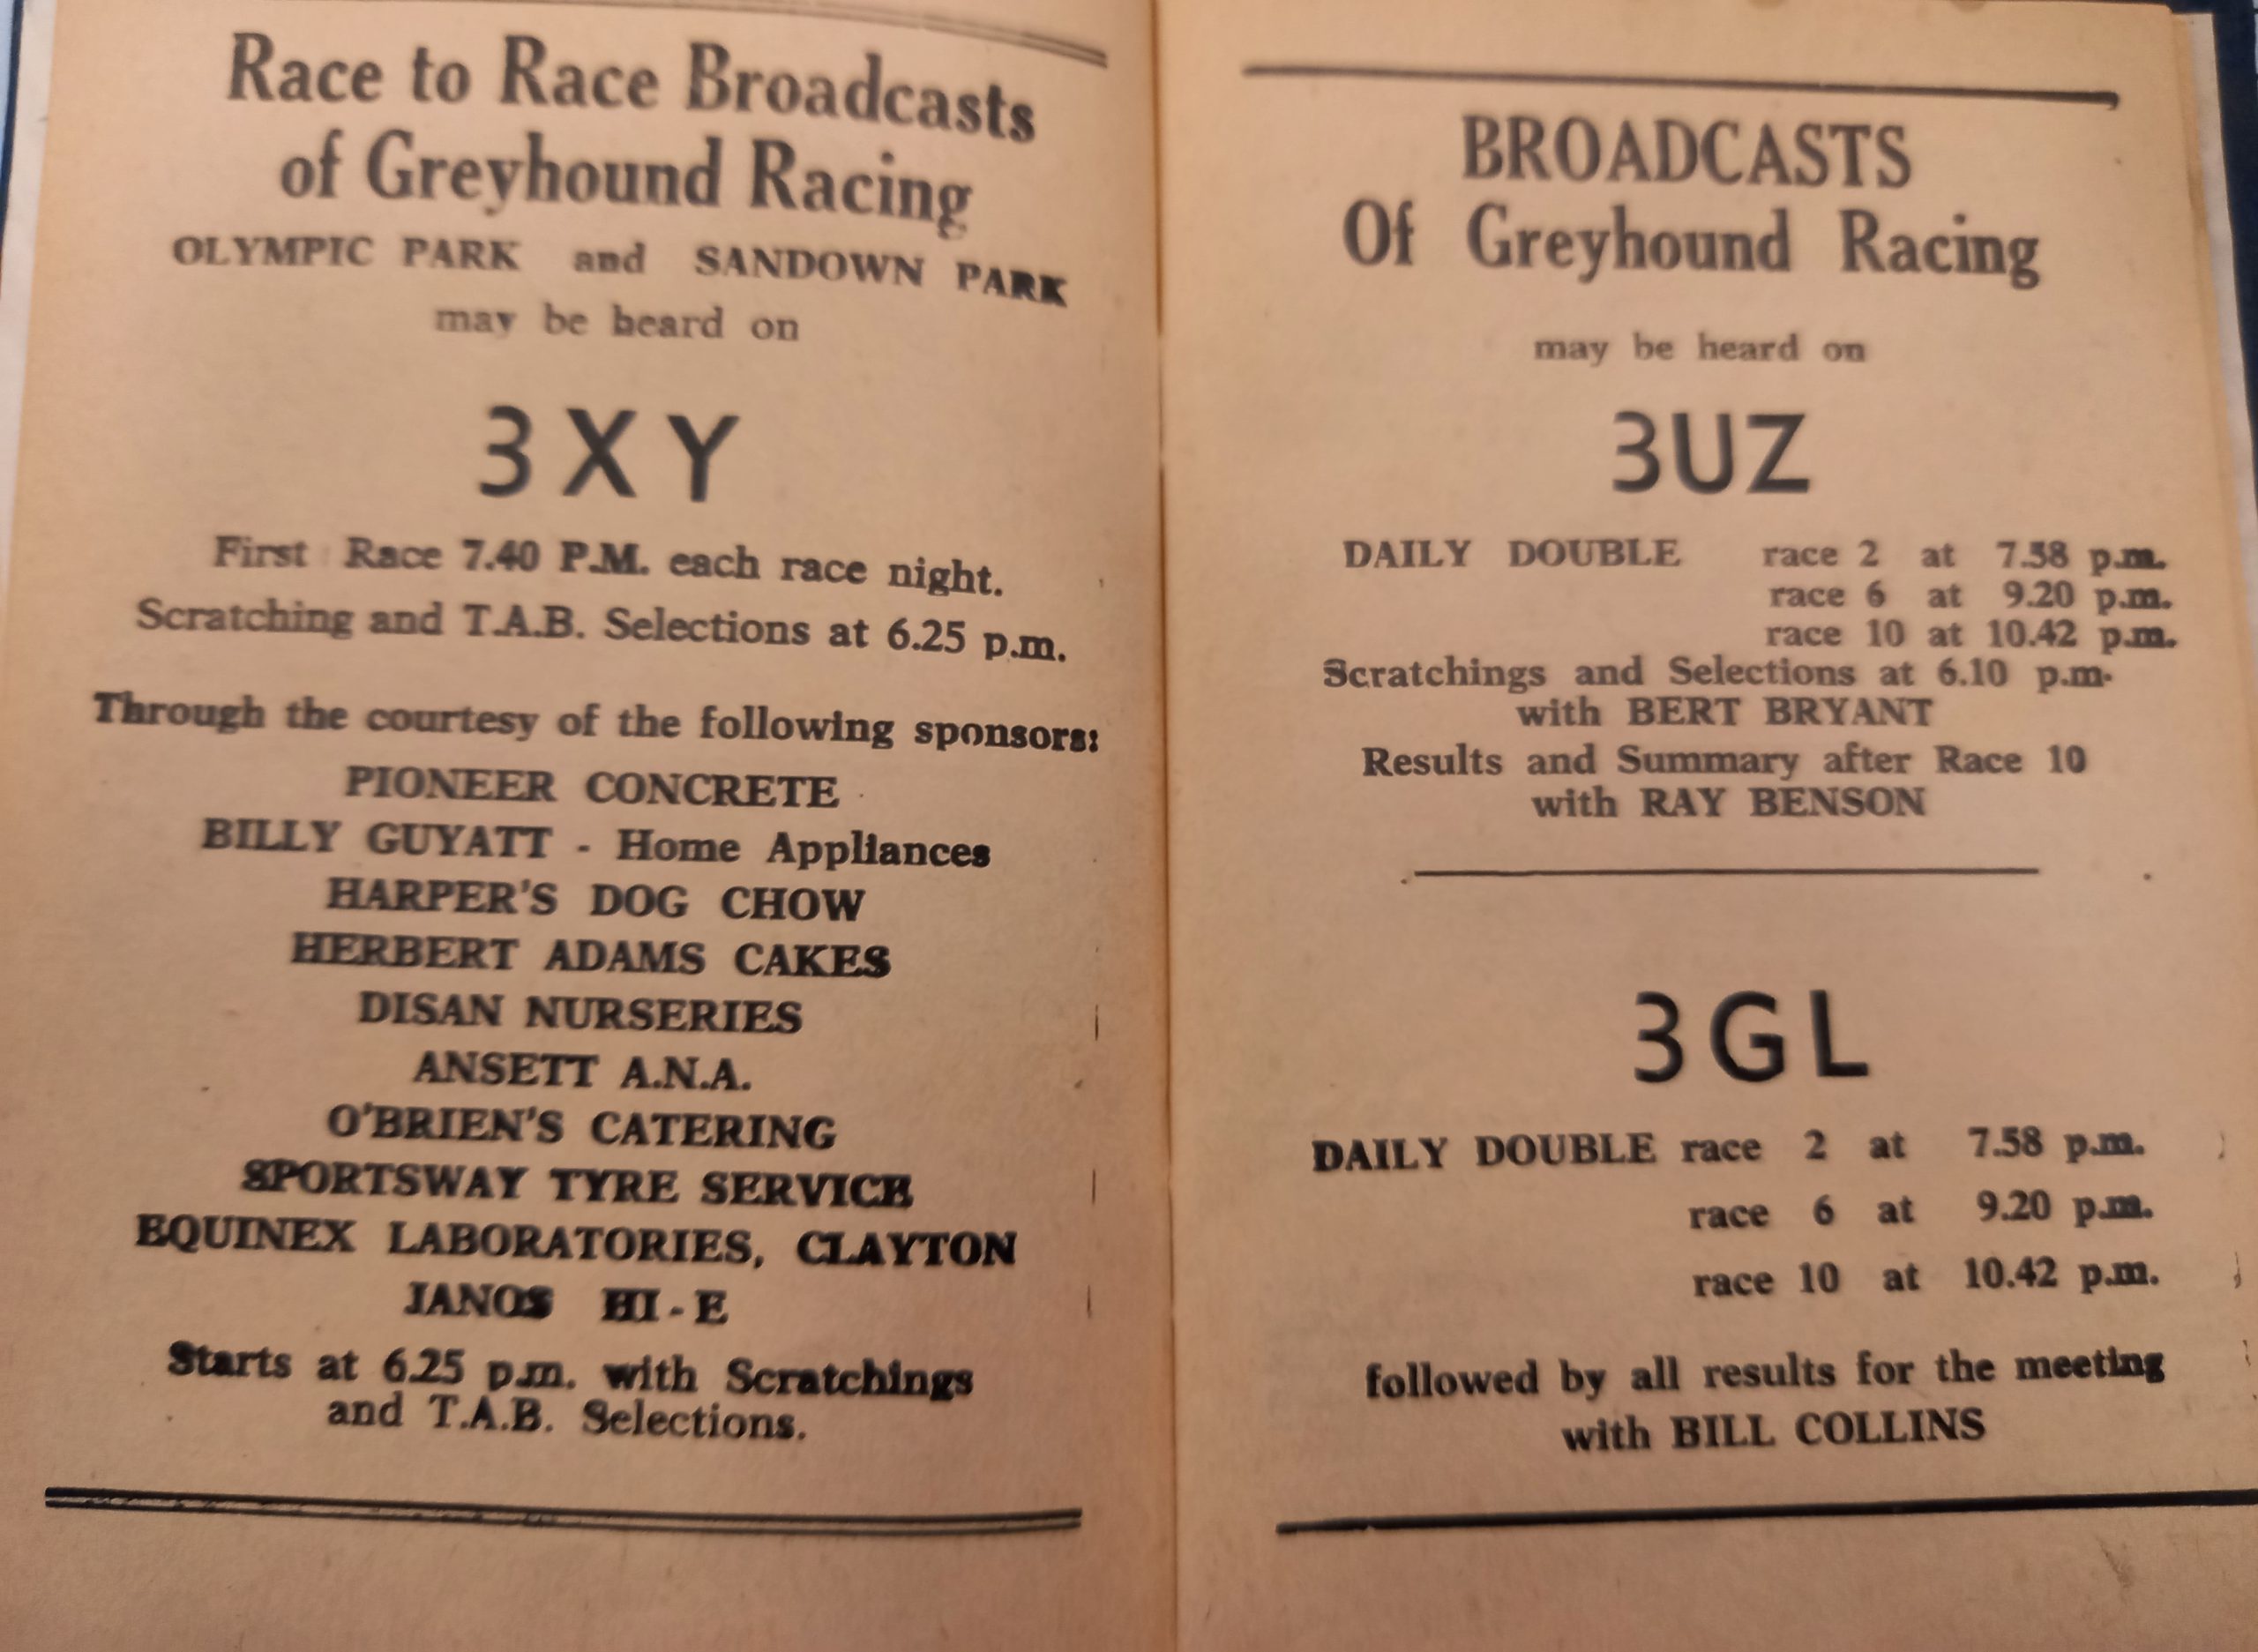 Race to Race Broadcasts
of Greyhound Racing
OLYMPIC PARK and SANDOWN PARK
may be heard on
3XY
First Race 7.40 P.M. each race night.
Scratching and T.A.B. Selections at 6.25 p.m.
Through the courtesy of the following sponsors:
PIONEER CONCRETE
BILLY GUYATT - Home Appliances
HARPER'S DOG CHOW
HERBERT ADAMS CAKES
DISAN NURSERIES
ANSETT A.N.A.
O'BRIEN'S CATERING
SPORTSWAY TYRE SERVICE
EQUINEX LABORATORIES, CLAYTON
JANOS HI-E
Starts at 6.25 p.m. with Scratchings
and T.A.B. Selections.
BROADCASTS
Of Greyhound Racing
may be heard on
3UZ
DAILY DOUBLE race 2 at 7.58 p.m.
race 6 at 9.20 p.m.
race 10 at 10.42 p.m.
Scratchings and Selections at 6.10 p.m.
with BERT BRYANT
Results and Summary after Race 10
with RAY BENSON
3GL
DAILY DOUBLE race 2 at 7.58 p.m.
race 6 at 9.20 p.m.
race 10 at 10.42 p.m.
followed by all results for the meeting
with BILL COLLINS